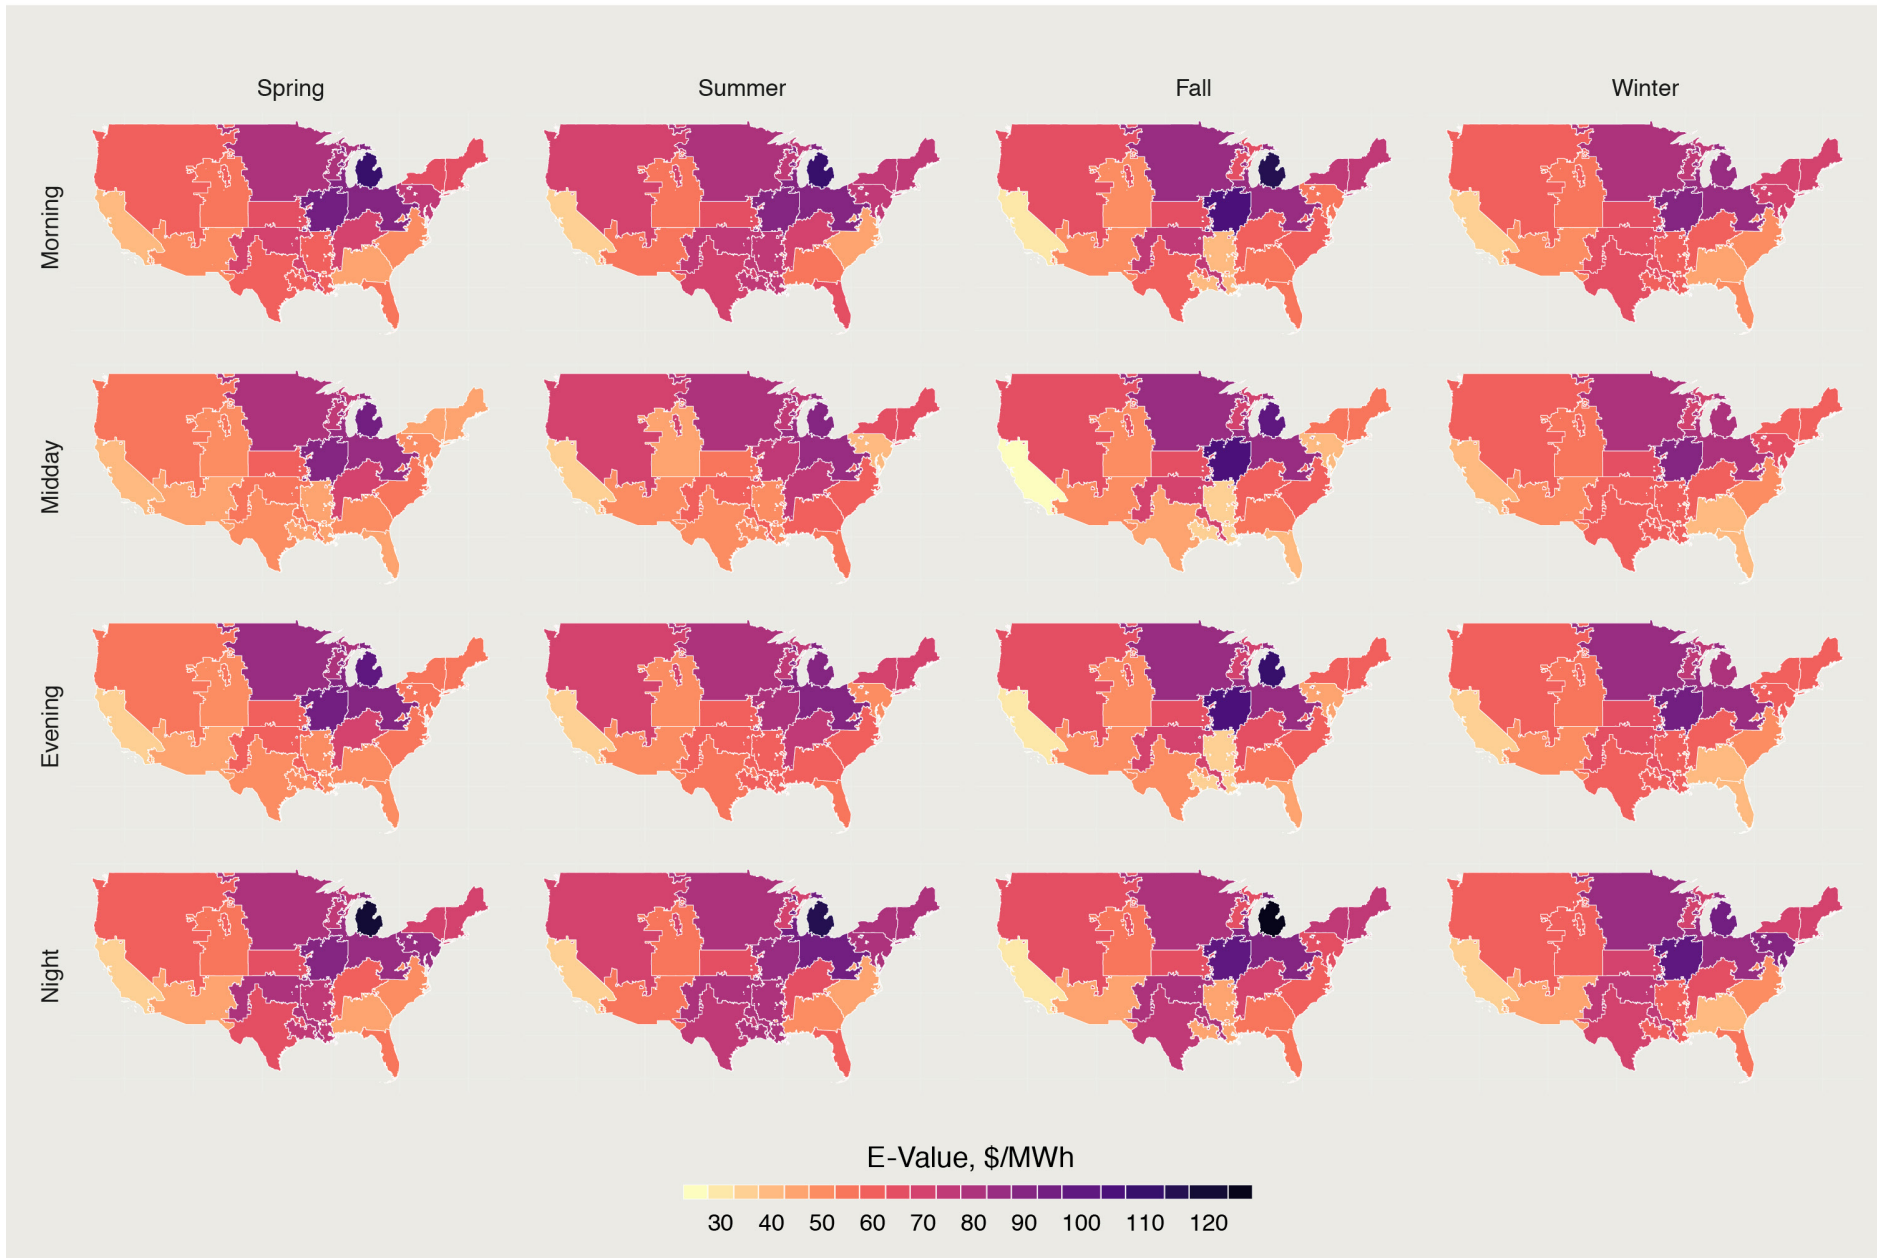 Spring Summer Fall Winter
Morning
Midday
Evening
Night
E-Value, $/MWh
30 40 50 60 70 80 90 100 110 120